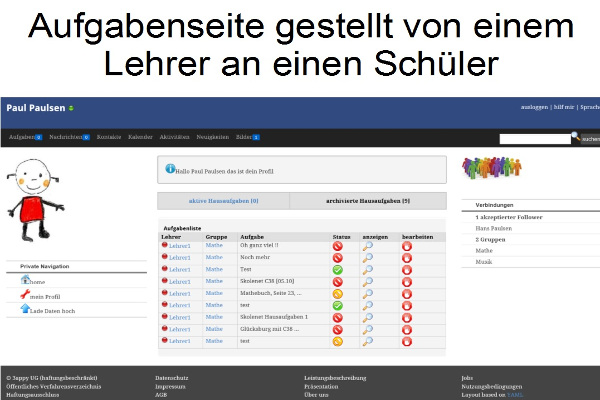 Aufgabenseite gestellt von einem
Lehrer an einen Schüler
Paul Paulsen
ausloggen | hilf mir | Sprache
Aufgaben Nachrichten Kontakte Kalender Aktivitäten Neuigkeiten Bilder
suchen
Hallo Paul Paulsen das ist dein Profil
aktive Hausaufgaben (0) archivierte Hausaufgaben (9)
Aufgabenliste
Lehrer Gruppe Aufgabe Status anzeigen bearbeiten
Lehrer1 Mathe Oh ganz viel !!
Lehrer1 Mathe Noch mehr
Lehrer1 Mathe Test
Lehrer1 Mathe Skolenet C38 [05.10]
Lehrer1 Mathe Mathebuch, Seite 23, ...
Lehrer1 Mathe test
Lehrer1 Mathe Skolenet Hausaufgaben 1
Lehrer1 Mathe Glücksburg mit C38 ...
Lehrer1 Mathe test
Private Navigation
home
mein Profil
Lade Daten hoch
Verbindungen
1 akzeptierter Follower
Hans Paulsen
2 Gruppen
Mathe
Musik
© Jappy UG (haftungsbeschränkt)
Öffentliches Verfahrensverzeichnis
Haftungsauschluss
Datenschutz
Impressum
AGB
Leistungsbeschreibung
Präsentation
Über uns
Jobs
Nutzungsbedingungen
Layout based on YAML